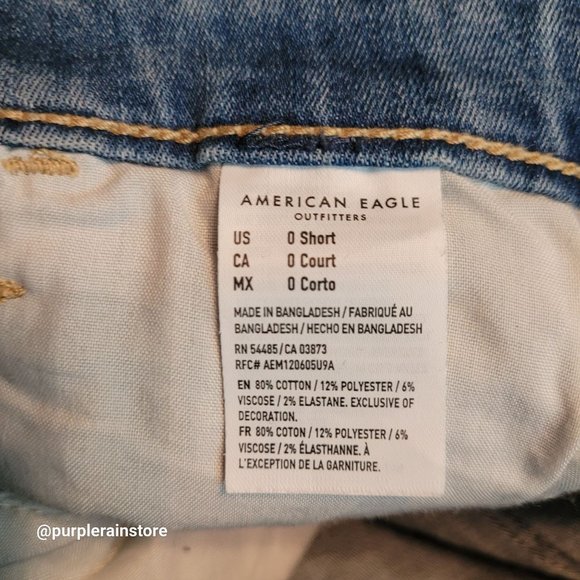 AMERICAN EAGLE
OUTFITTERS
US 0 Short
CA 0 Court
MX 0 Corto
MADE IN BANGLADESH / FABRIQUÉ AU
BANGLADESH / HECHO EN BANGLADESH
RN 54485 / CA 03873
RFC# AEM120605U9A
EN 80% COTTON / 12% POLYESTER / 6%
VISCOSE / 2% ELASTANE. EXCLUSIVE OF
DECORATION.
FR 80% COTON / 12% POLYESTER / 6%
VISCOSE / 2% ÉLASTHANNE. À
L'EXCEPTION DE LA GARNITURE.
@purplerainstore